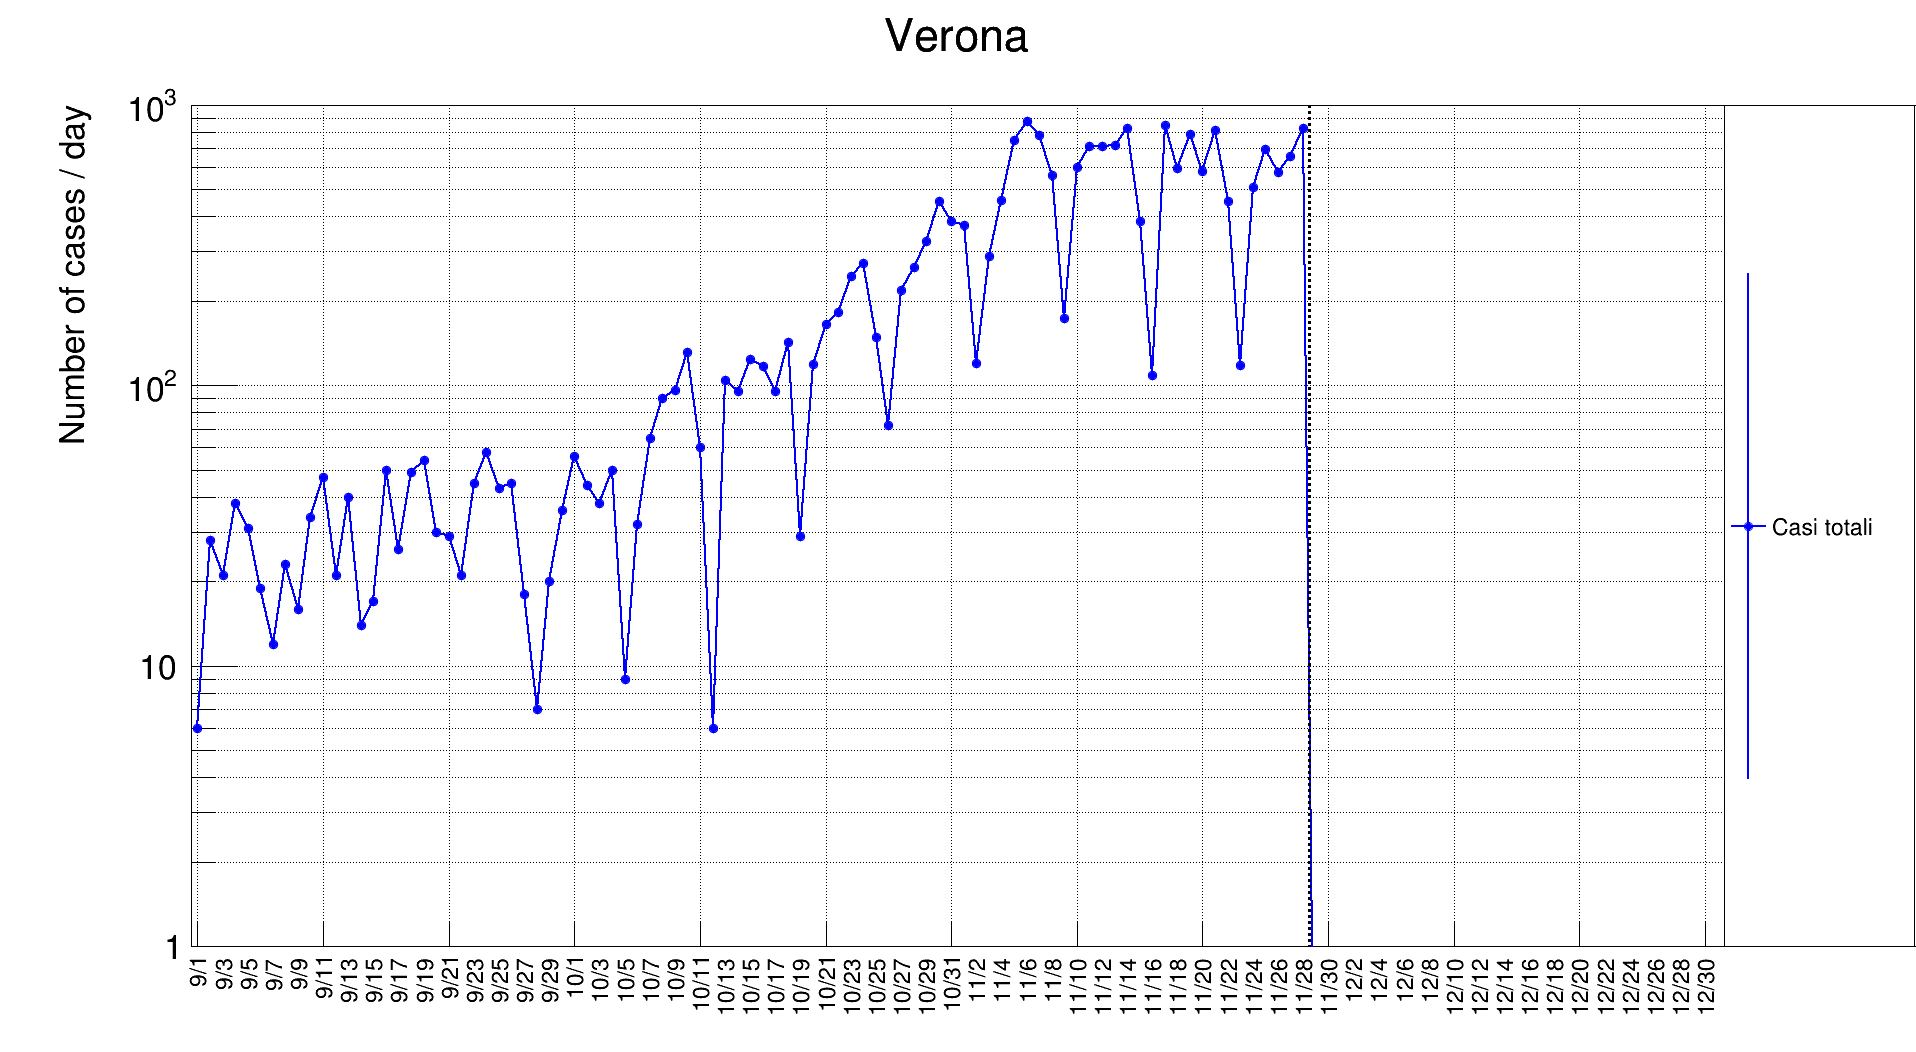 Verona
Number of cases / day
10³
10²
10
1
9/1 9/3 9/5 9/7 9/9 9/11 9/13 9/15 9/17 9/19 9/21 9/23 9/25 9/27 9/29 10/1 10/3 10/5 10/7 10/9 10/11 10/13 10/15 10/17 10/19 10/21 10/23 10/25 10/27 10/29 10/31 11/2 11/4 11/6 11/8 11/10 11/12 11/14 11/16 11/18 11/20 11/22 11/24 11/26 11/28 11/30 12/2 12/4 12/6 12/8 12/10 12/12 12/14 12/16 12/18 12/20 12/22 12/24 12/26 12/28 12/30
Casi totali